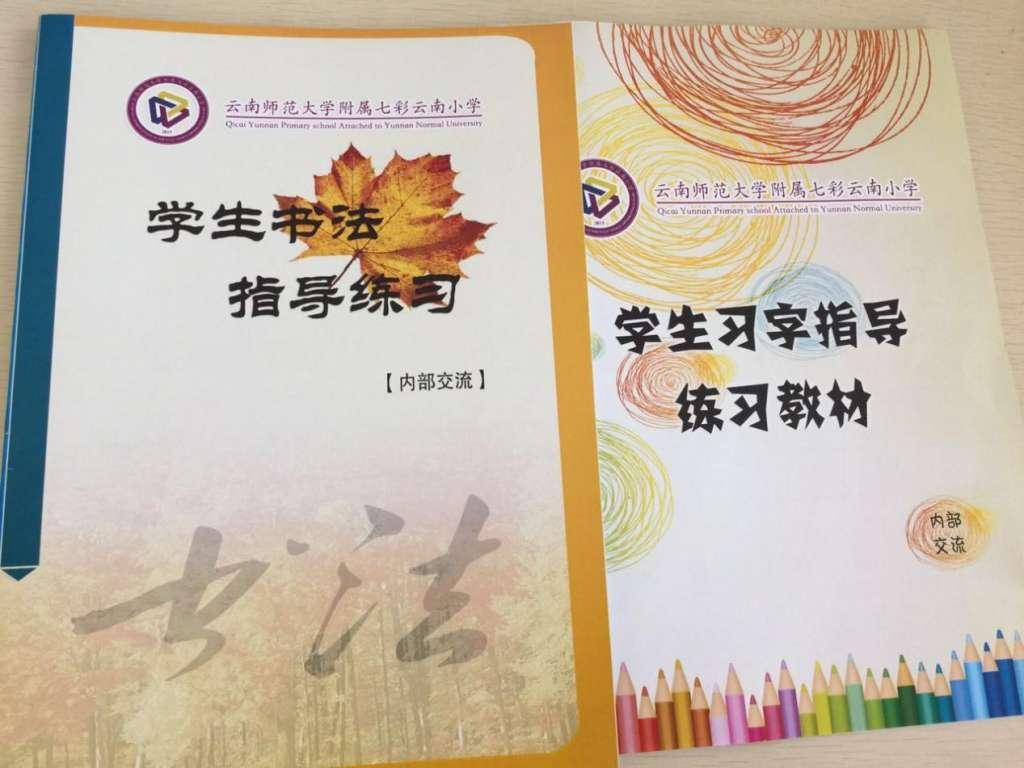 云南师范大学附属七彩云南小学
Qicai Yunnan Primary school Attached to Yunnan Normal University
学生书法
指导练习
【内部交流】
书法
云南师范大学附属七彩云南小学
Qicai Yunnan Primary school Attached to Yunnan Normal University
学生习字指导
练习教材
内部
交流